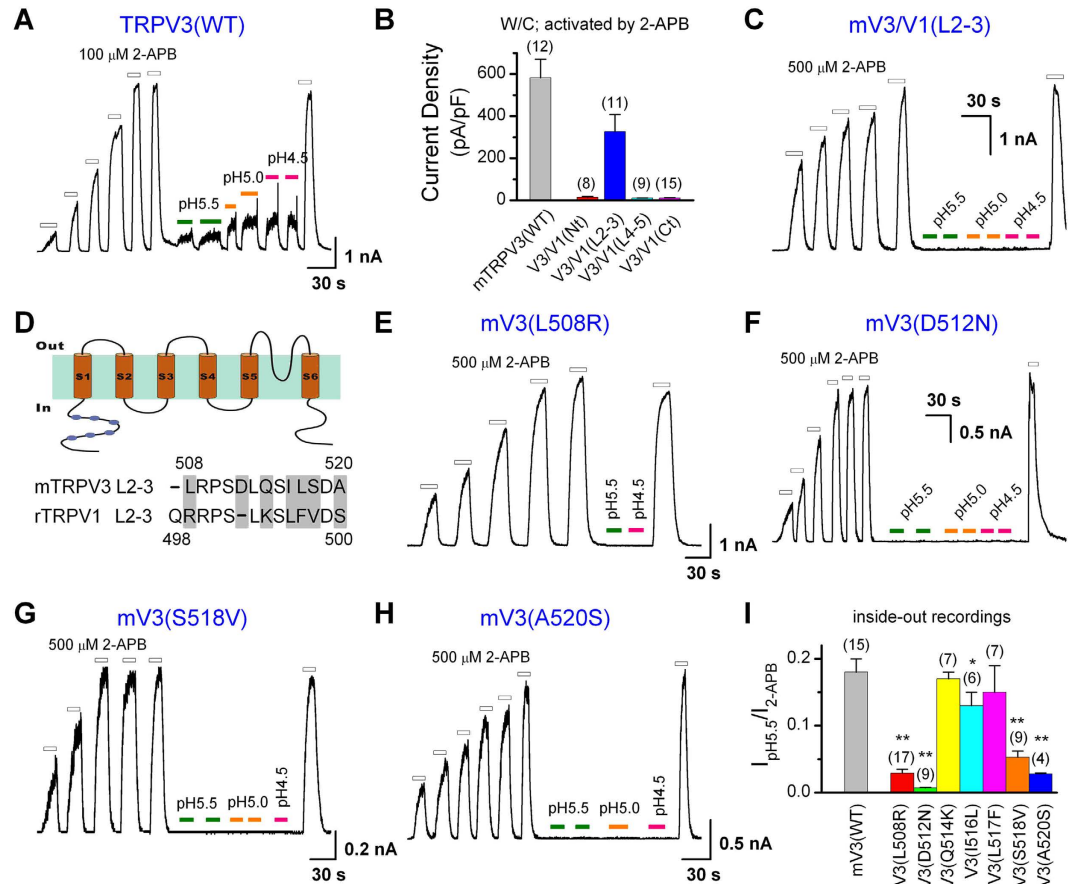 A
TRPV3(WT)
100 μM 2-APB
pH5.5
pH5.0
pH4.5
1 nA
30 s
B
W/C; activated by 2-APB
Current Density
(pA/pF)
600
400
200
0
(12)
(8)
(11)
(9)
(15)
mTRPV3(WT)
V3/V1(Nt)
V3/V1(L2-3)
V3/V1(L4-5)
V3/V1(Ct)
C
mV3/V1(L2-3)
500 μM 2-APB
30 s
1 nA
pH5.5
pH5.0
pH4.5
D
Out
S1 S2 S3 S4 S5 S6
In
508 520
mTRPV3 L2-3 –LRPSDLQSILSDA
rTRPV1 L2-3 QRRPS–LKSLFVDS
498 500
E
mV3(L508R)
500 μM 2-APB
pH5.5
pH4.5
1 nA
30 s
F
mV3(D512N)
500 μM 2-APB
30 s
0.5 nA
pH5.5
pH5.0
pH4.5
G
mV3(S518V)
500 μM 2-APB
pH5.5
pH5.0
pH4.5
0.2 nA
30 s
H
mV3(A520S)
500 μM 2-APB
pH5.5
pH5.0
pH4.5
0.5 nA
30 s
I
inside-out recordings
IpH5.5/I2-APB
0.2
0.1
0.0
(15)
**
(17)
**
(9)
(7)
*
(6)
(7)
**
(9)
**
(4)
mV3(WT)
V3(L508R)
V3(D512N)
V3(Q514K)
V3(I516L)
V3(L517F)
V3(S518V)
V3(A520S)